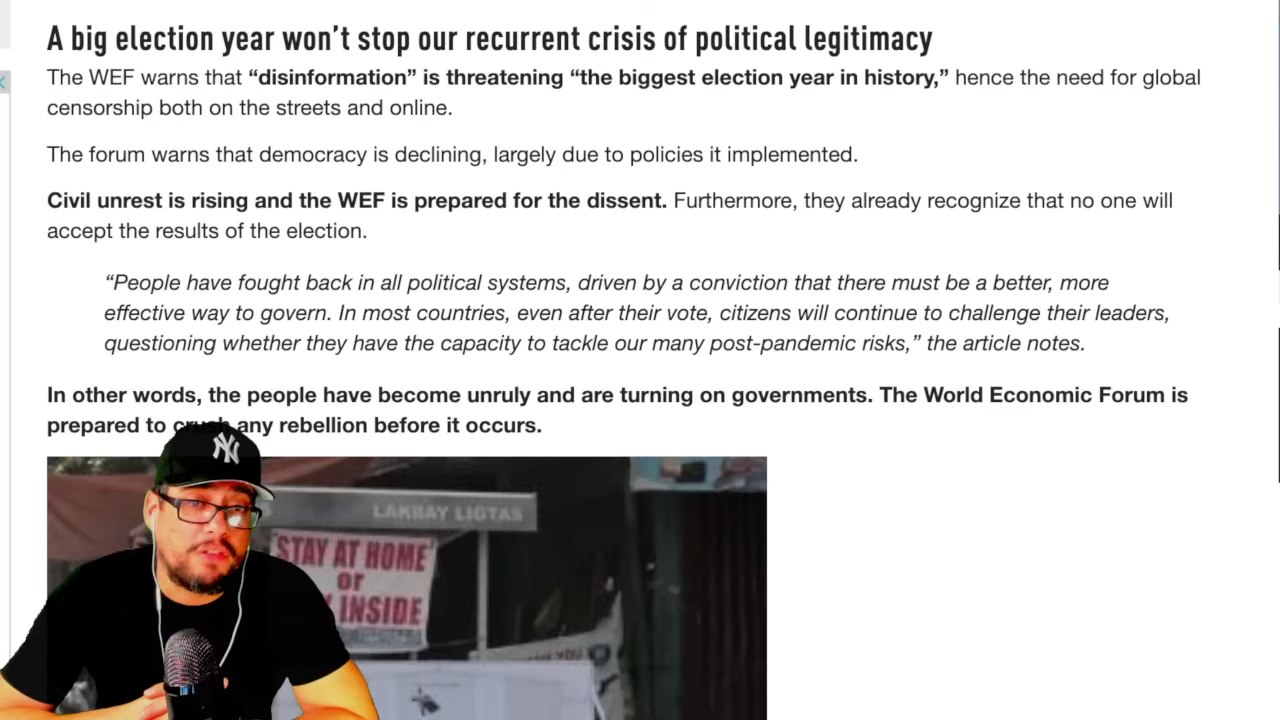 A big election year won’t stop our recurrent crisis of political legitimacy
The WEF warns that “disinformation” is threatening “the biggest election year in history,” hence the need for global
censorship both on the streets and online.
The forum warns that democracy is declining, largely due to policies it implemented.
Civil unrest is rising and the WEF is prepared for the dissent. Furthermore, they already recognize that no one will
accept the results of the election.
“People have fought back in all political systems, driven by a conviction that there must be a better, more
effective way to govern. In most countries, even after their vote, citizens will continue to challenge their leaders,
questioning whether they have the capacity to tackle our many post-pandemic risks,” the article notes.
In other words, the people have become unruly and are turning on governments. The World Economic Forum is
prepared to crush any rebellion before it occurs.
LAKBAY LIGTAS
STAY AT HOME
or
INSIDE
NY
YOU